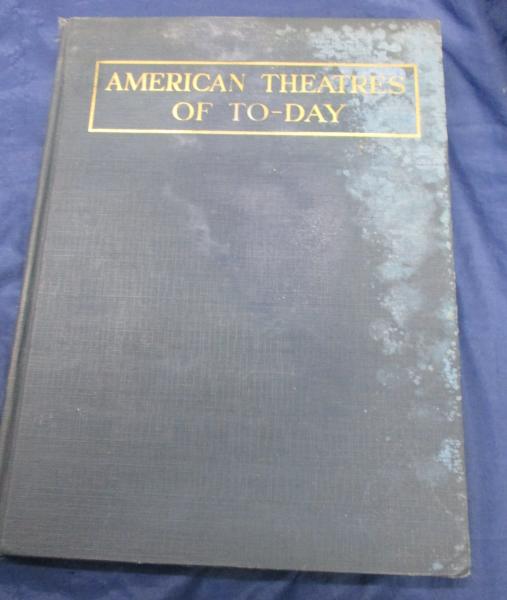 AMERICAN THEATRES
OF TO-DAY